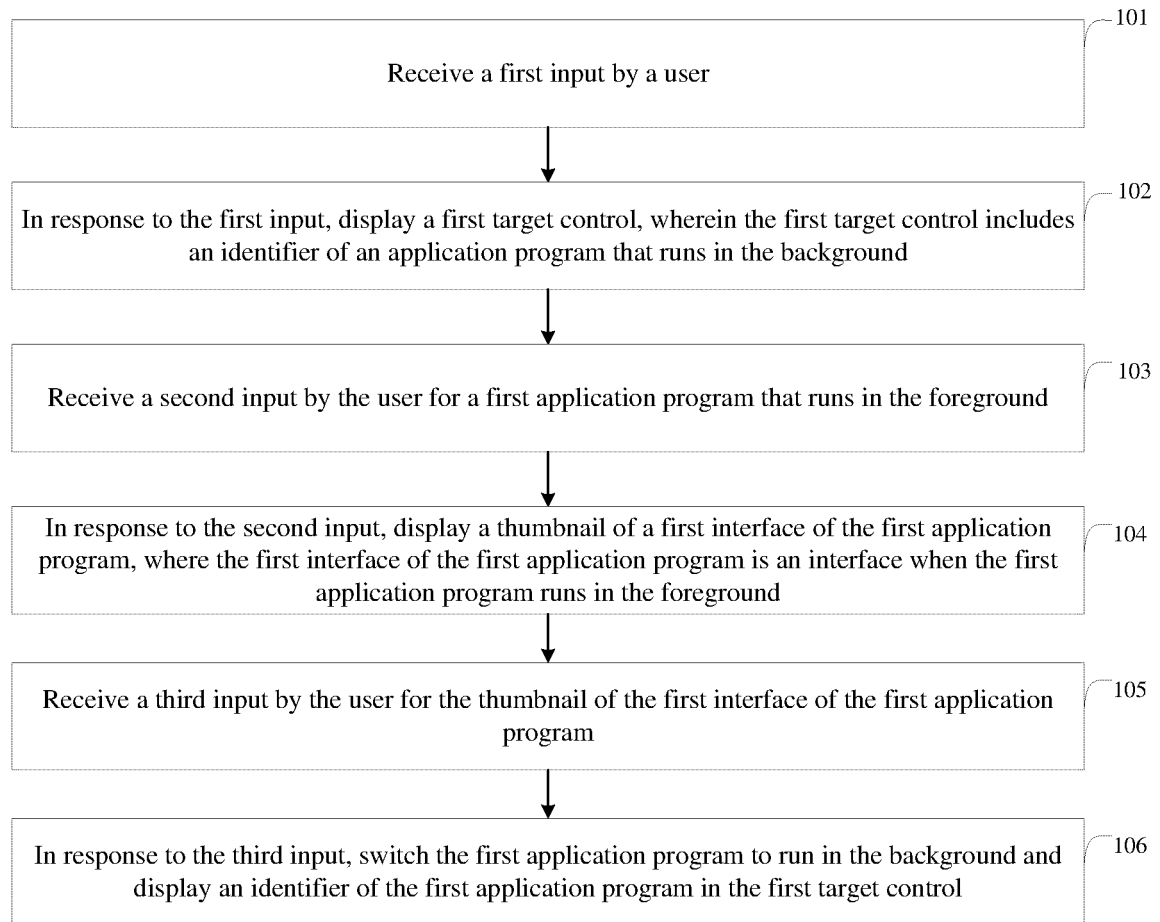 101
Receive a first input by a user
102
In response to the first input, display a first target control, wherein the first target control includes
an identifier of an application program that runs in the background
103
Receive a second input by the user for a first application program that runs in the foreground
104
In response to the second input, display a thumbnail of a first interface of the first application
program, where the first interface of the first application program is an interface when the first
application program runs in the foreground
105
Receive a third input by the user for the thumbnail of the first interface of the first application
program
106
In response to the third input, switch the first application program to run in the background and
display an identifier of the first application program in the first target control